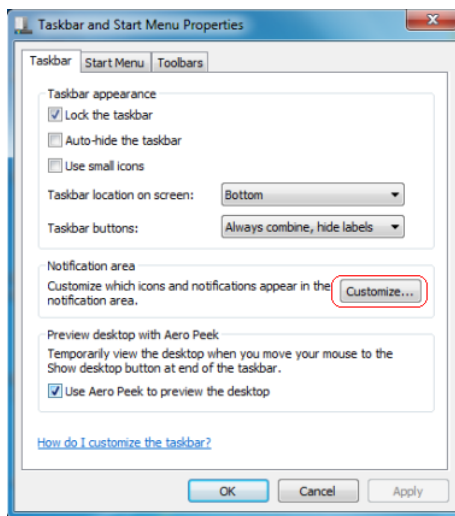 Taskbar and Start Menu Properties
x
Taskbar Start Menu Toolbars
Taskbar appearance
Lock the taskbar
Auto-hide the taskbar
Use small icons
Taskbar location on screen: Bottom
Taskbar buttons: Always combine, hide labels
Notification area
Customize which icons and notifications appear in the
notification area.
Customize...
Preview desktop with Aero Peek
Temporarily view the desktop when you move your mouse to the
Show desktop button at end of the taskbar.
Use Aero Peek to preview the desktop
How do I customize the taskbar?
OK Cancel Apply